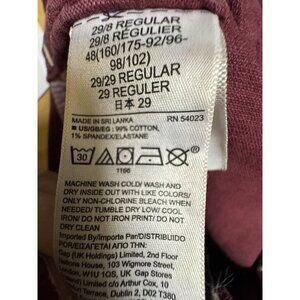 29/8 REGULAR
29/8 RÉGULIER
48(160/175-92/96-
98/102)
29/29 REGULAR
29 REGULER
日本 29
MADE IN SRI LANKA
RN 54023
US/GB/EG: 99% COTTON,
1% SPANDEX/ELASTANE
30
1166
MACHINE WASH COLD/ WASH AND
DRY INSIDE OUT WITH LIKE COLORS/
ONLY NON-CHLORINE BLEACH WHEN
NEEDED/ TUMBLE DRY LOW/ COOL
IRON/ DO NOT IRON PRINT/ DO NOT
DRY CLEAN
Imported By/Importé Par/DISTRIBUIDO
Gap (UK Holdings) Limited, 2nd Floor
House, 103 Wigmore Street,
London, W1U 1QS, UK Gap Stores
Limited c/o Arthur Cox, 10
Terrace, Dublin 2, D02 T380